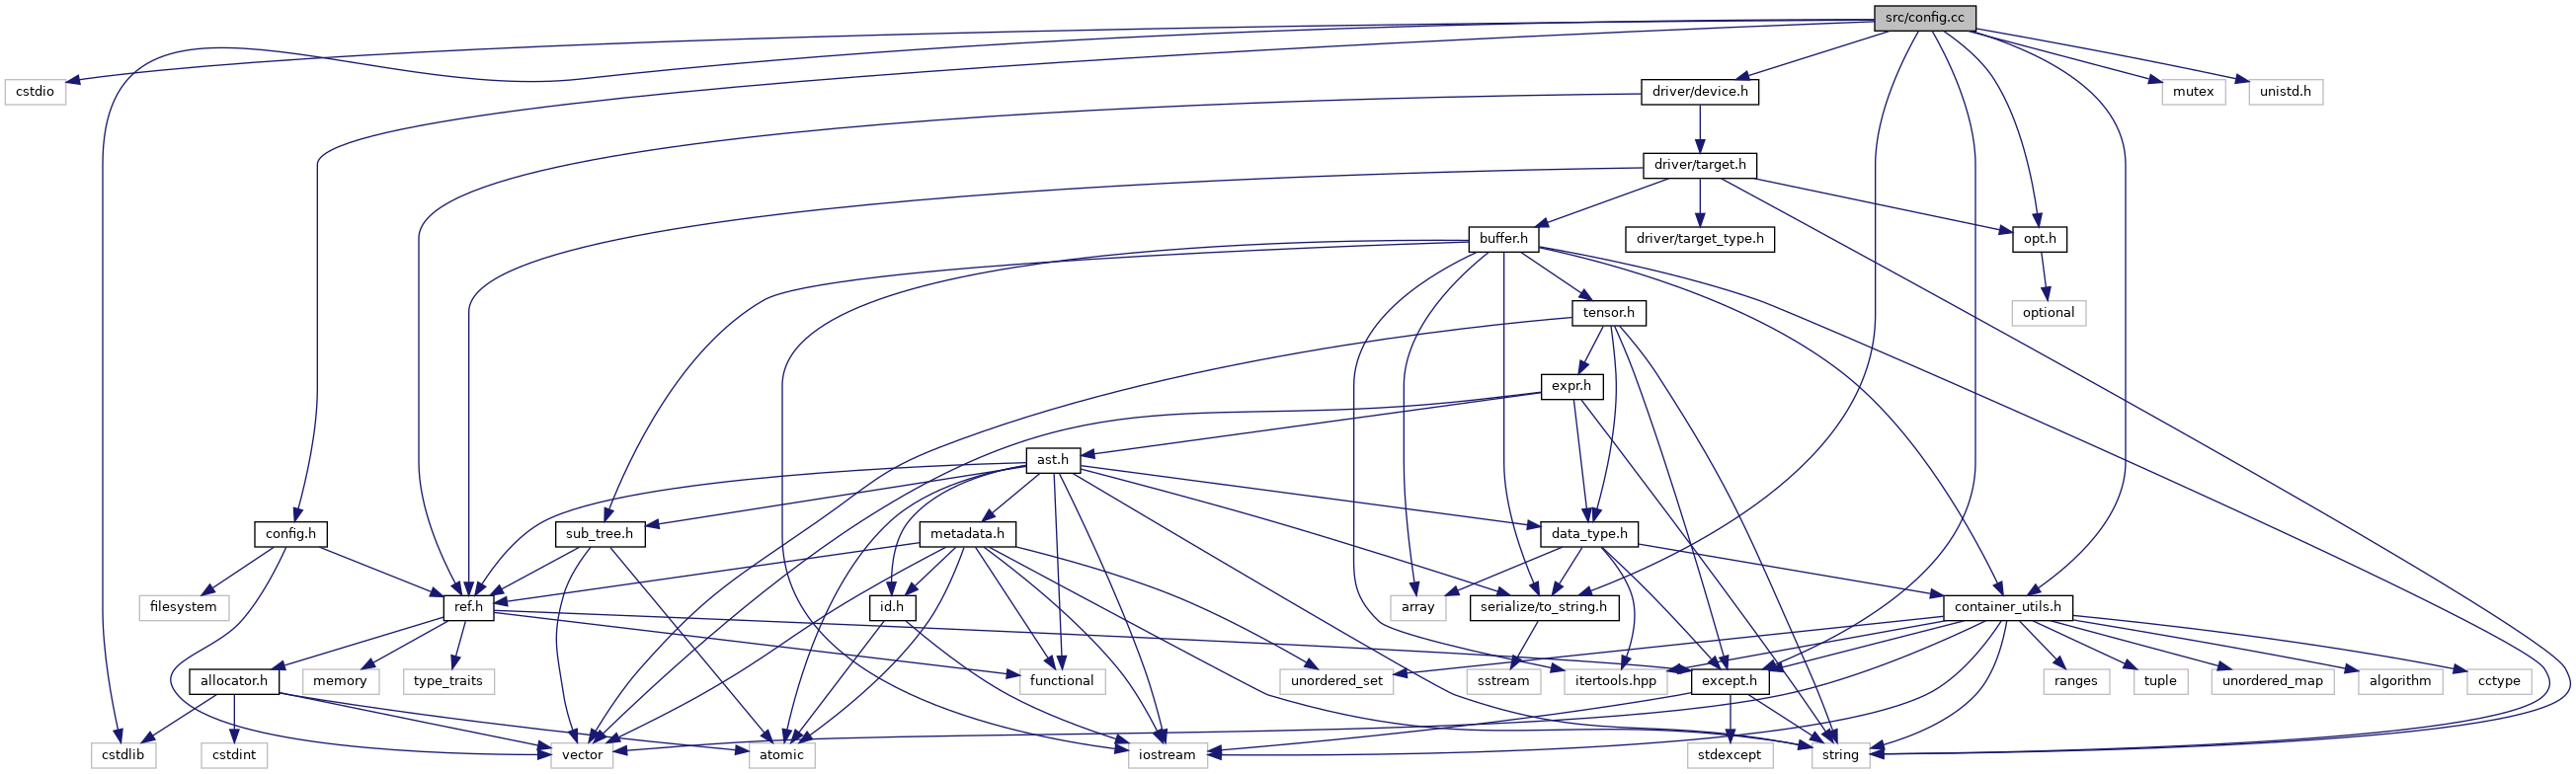 src/config.cc
cstdio
driver/device.h
mutex
unistd.h
driver/target.h
buffer.h
driver/target_type.h
opt.h
tensor.h
optional
expr.h
ast.h
config.h
sub_tree.h
metadata.h
data_type.h
filesystem
ref.h
id.h
array
serialize/to_string.h
container_utils.h
allocator.h
memory
type_traits
functional
unordered_set
sstream
itertools.hpp
except.h
ranges
tuple
unordered_map
algorithm
cctype
cstdlib
cstdint
vector
atomic
iostream
stdexcept
string